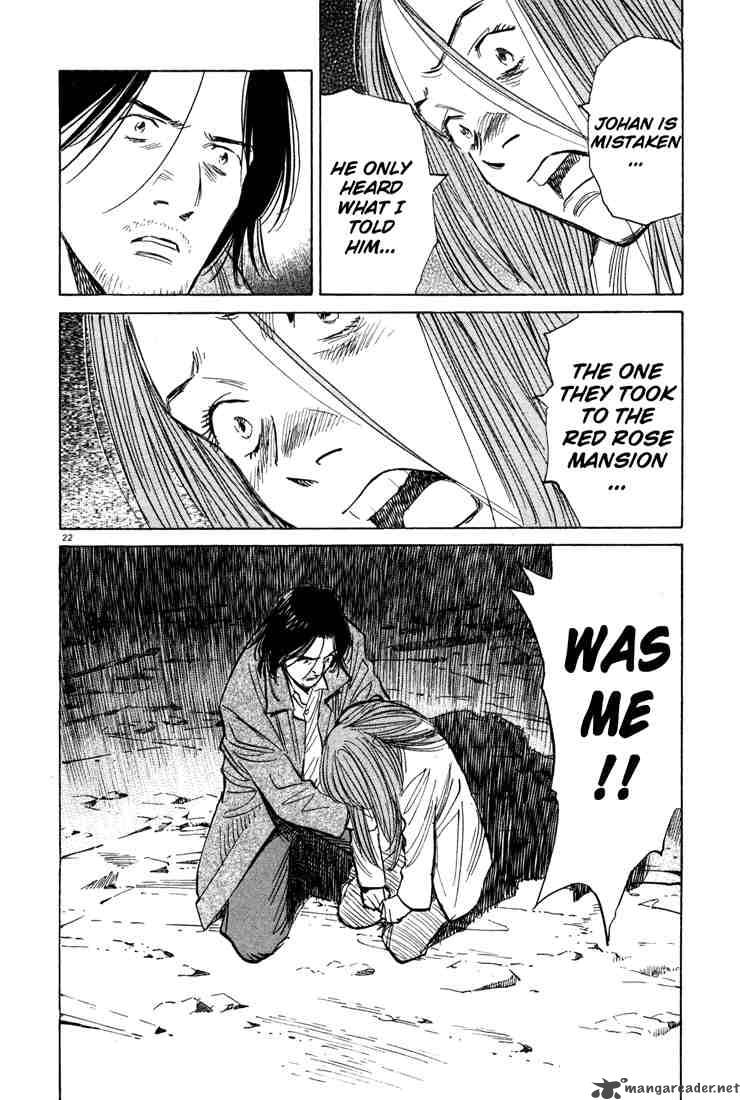 JOHAN IS
MISTAKEN
...
HE ONLY
HEARD
WHAT I
TOLD
HIM...
THE ONE
THEY TOOK
TO THE
RED ROSE
MANSION
...
22
WAS
ME
!!
mangareader.net